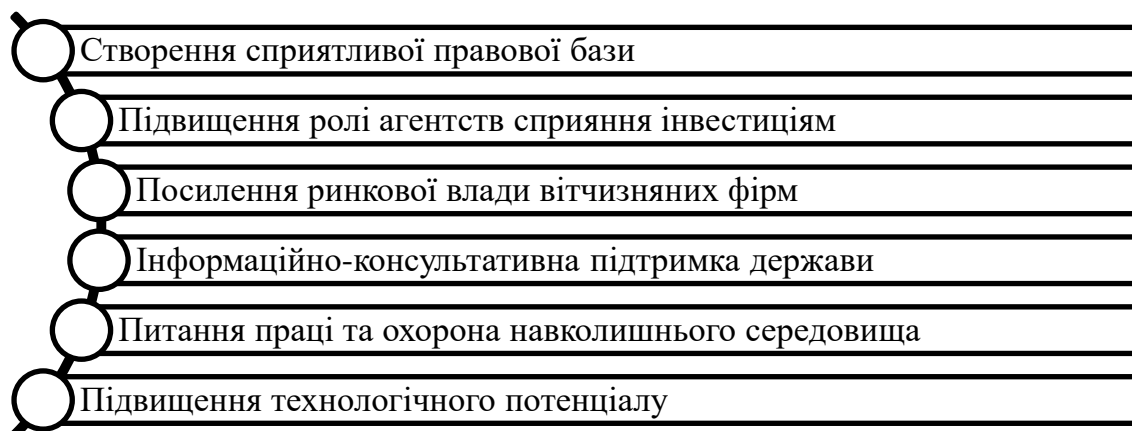 Створення сприятливої правової бази
Підвищення ролі агентств сприяння інвестиціям
Посилення ринкової влади вітчизняних фірм
Інформаційно-консультативна підтримка держави
Питання праці та охорона навколишнього середовища
Підвищення технологічного потенціалу